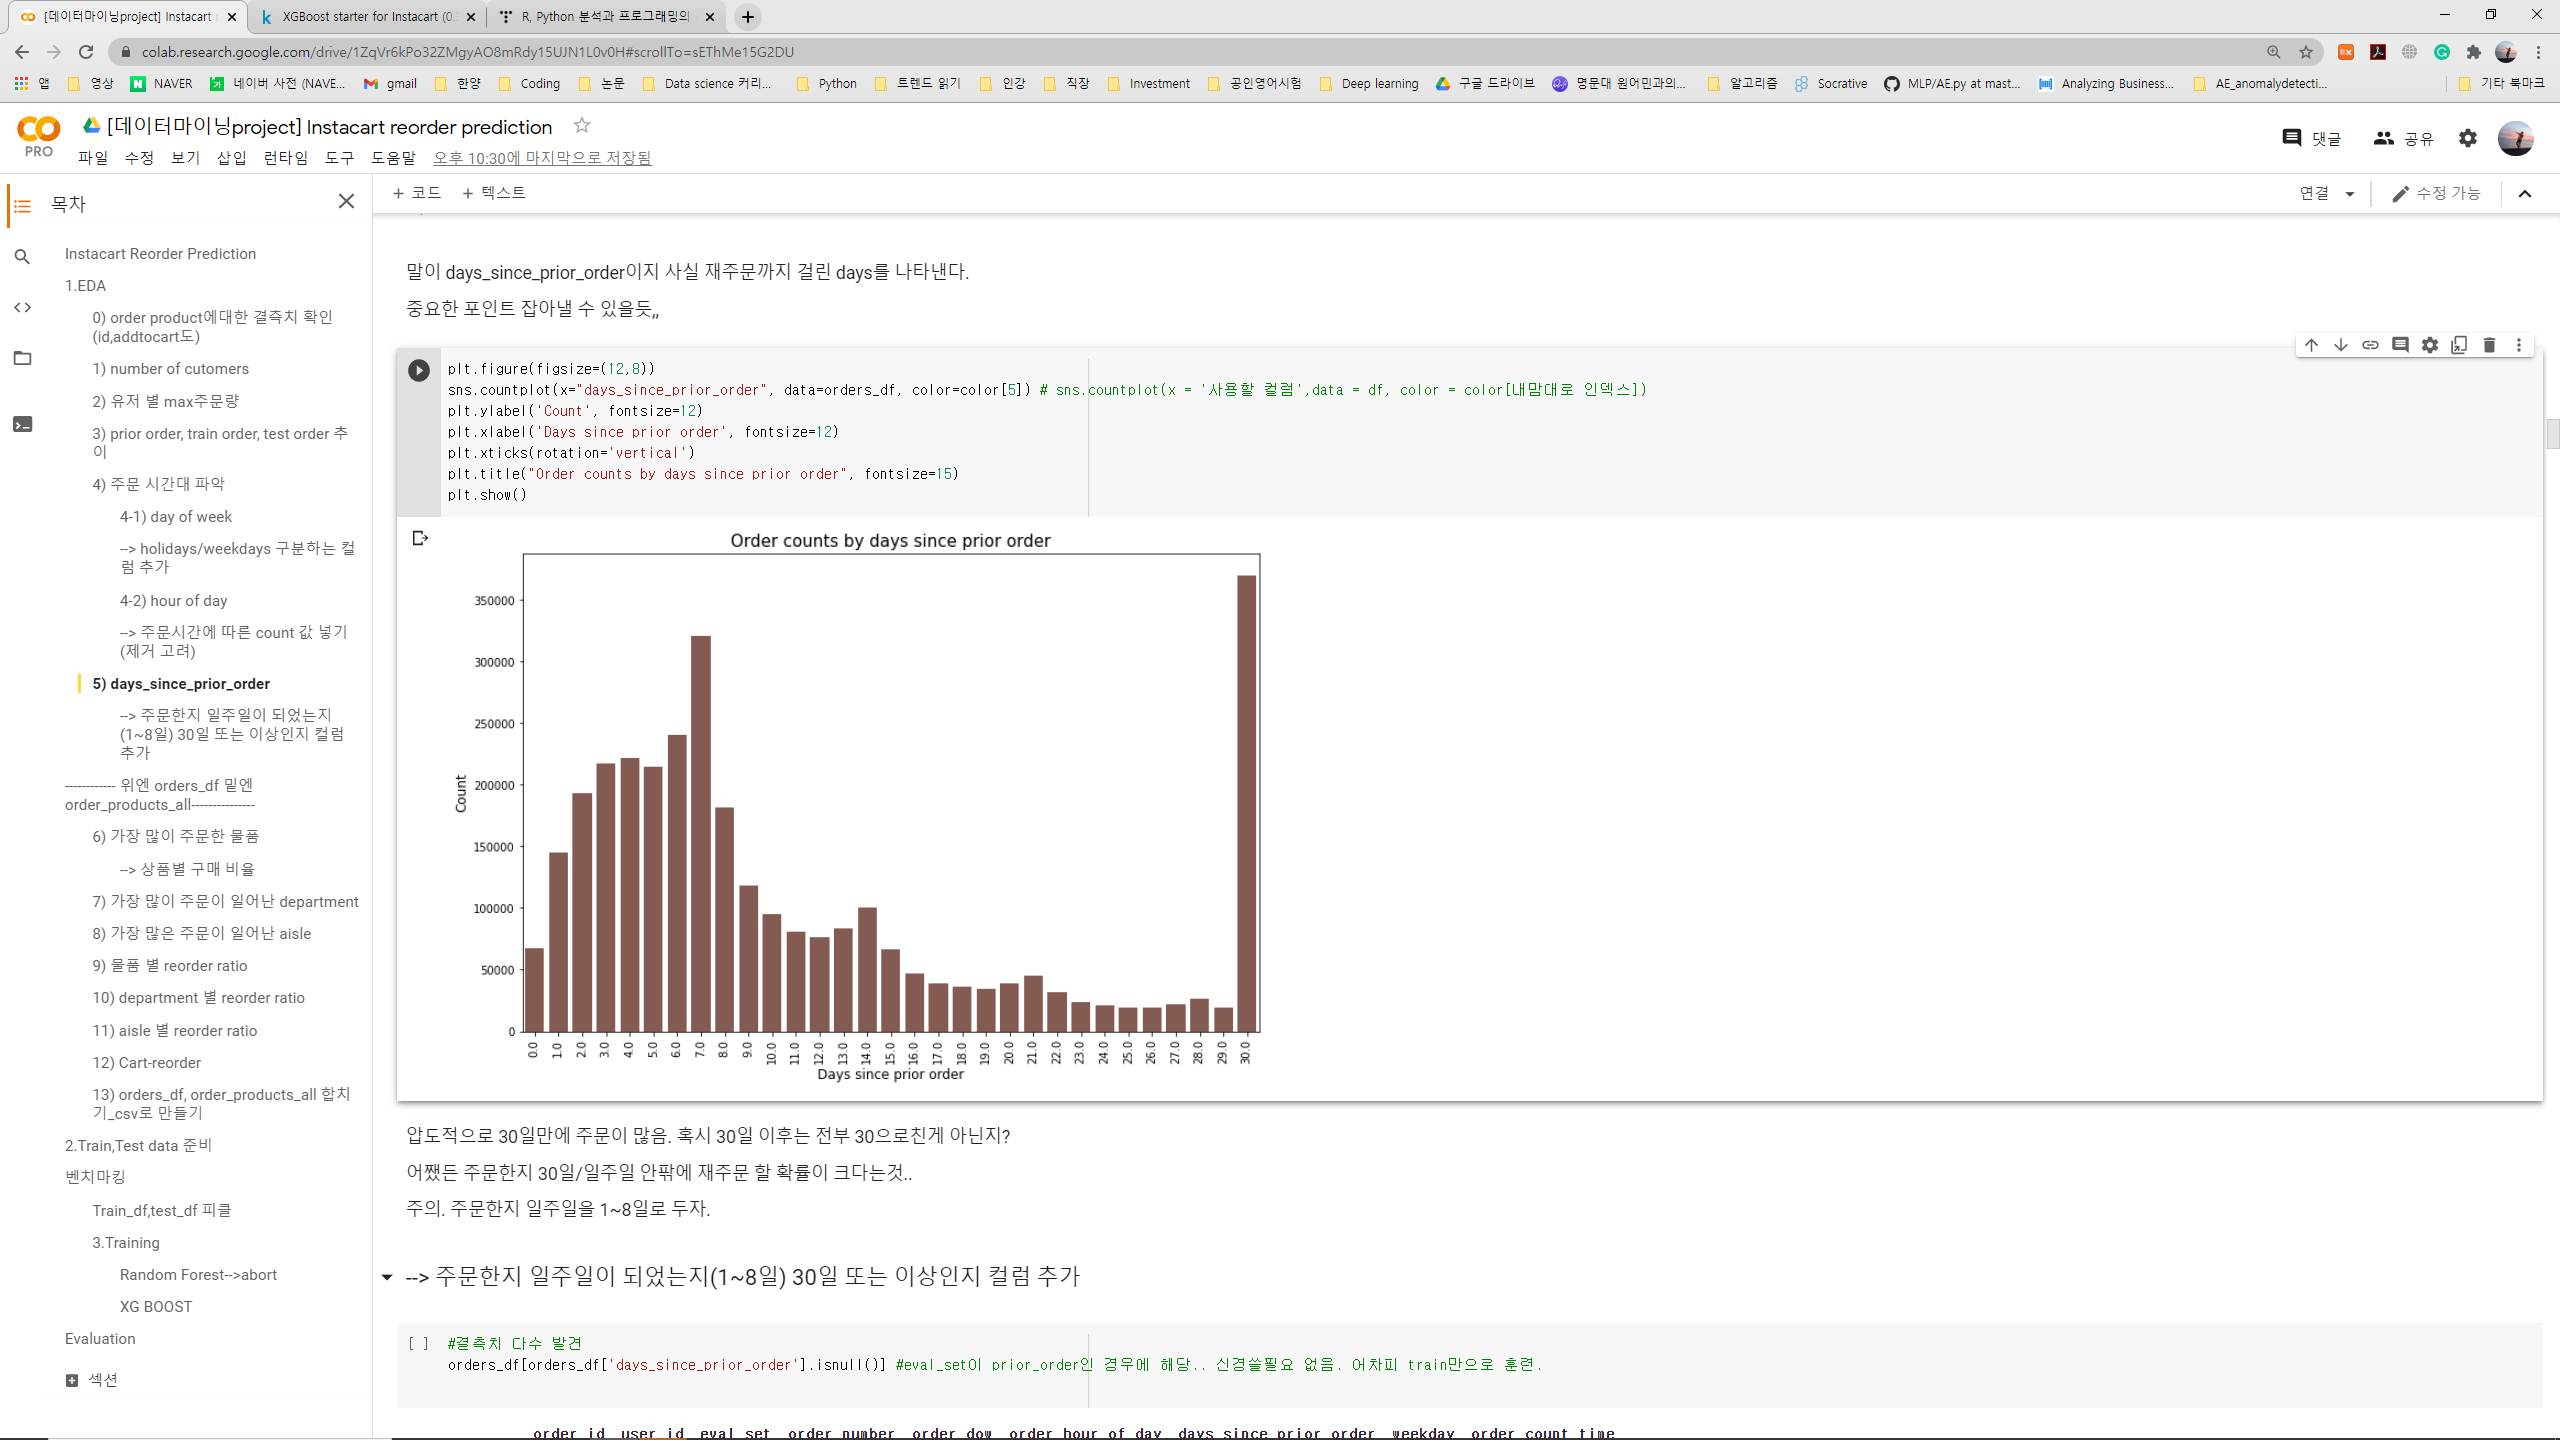 [데이터마이닝project] Instacart r
XGBoost starter for Instacart (0.
R, Python 분석과 프로그래밍의
colab.research.google.com/drive/1ZqVr6kPo32ZMgyAO8mRdy15UJN1L0v0H#scrollTo=sEThMe15G2DU
앱 영상 NAVER 네이버 사전 (NAVE... gmail 한양 Coding 논문 Data science 커리... Python 트렌드 읽기 인강 직장 Investment 공인영어시험 Deep learning 구글 드라이브 명문대 원어민과의... 알고리즘 Socrative MLP/AE.py at mast... Analyzing Business... AE_anomalydetecti... 기타 북마크
PRO
[데이터마이닝project] Instacart reorder prediction
댓글 공유
파일 수정 보기 삽입 런타임 도구 도움말 오후 10:30에 마지막으로 저장됨
목차
+ 코드 + 텍스트
연결 수정 가능
Instacart Reorder Prediction
1.EDA
0) order product에대한 결측치 확인
(id,addtocart도)
1) number of cutomers
2) 유저 별 max주문량
3) prior order, train order, test order 추
이
4) 주문 시간대 파악
4-1) day of week
--> holidays/weekdays 구분하는 컬
럼 추가
4-2) hour of day
--> 주문시간에 따른 count 값 넣기
(제거 고려)
5) days_since_prior_order
--> 주문한지 일주일이 되었는지
(1~8일) 30일 또는 이상인지 컬럼
추가
------------ 위엔 orders_df 밑엔
order_products_all---------------
6) 가장 많이 주문한 물품
--> 상품별 구매 비율
7) 가장 많이 주문이 일어난 department
8) 가장 많은 주문이 일어난 aisle
9) 물품 별 reorder ratio
10) department 별 reorder ratio
11) aisle 별 reorder ratio
12) Cart-reorder
13) orders_df, order_products_all 합치
기_csv로 만들기
2.Train,Test data 준비
벤치마킹
Train_df,test_df 피클
3.Training
Random Forest-->abort
XG BOOST
Evaluation
섹션
말이 days_since_prior_order이지 사실 재주문까지 걸린 days를 나타낸다.
중요한 포인트 잡아낼 수 있을듯,,
plt.figure(figsize=(12,8))
sns.countplot(x="days_since_prior_order", data=orders_df, color=color[5]) # sns.countplot(x = '사용할 컬럼',data = df, color = color[내맘대로 인덱스])
plt.ylabel('Count', fontsize=12)
plt.xlabel('Days since prior order', fontsize=12)
plt.xticks(rotation='vertical')
plt.title("Order counts by days since prior order", fontsize=15)
plt.show()
Order counts by days since prior order
350000
300000
250000
200000
150000
100000
50000
0
Count
0.0 1.0 2.0 3.0 4.0 5.0 6.0 7.0 8.0 9.0 10.0 11.0 12.0 13.0 14.0 15.0 16.0 17.0 18.0 19.0 20.0 21.0 22.0 23.0 24.0 25.0 26.0 27.0 28.0 29.0 30.0
Days since prior order
압도적으로 30일만에 주문이 많음. 혹시 30일 이후는 전부 30으로친게 아닌지?
어쨌든 주문한지 30일/일주일 안팎에 재주문 할 확률이 크다는것..
주의. 주문한지 일주일을 1~8일로 두자.
--> 주문한지 일주일이 되었는지(1~8일) 30일 또는 이상인지 컬럼 추가
[ ] #결측치 다수 발견
orders_df[orders_df['days_since_prior_order'].isnull()] #eval_set이 prior_order인 경우에 해당.. 신경쓸필요 없음. 어차피 train만으로 훈련.
order_id user_id eval_set order_number order_dow order_hour_of_day days_since_prior_order weekday order_count_time